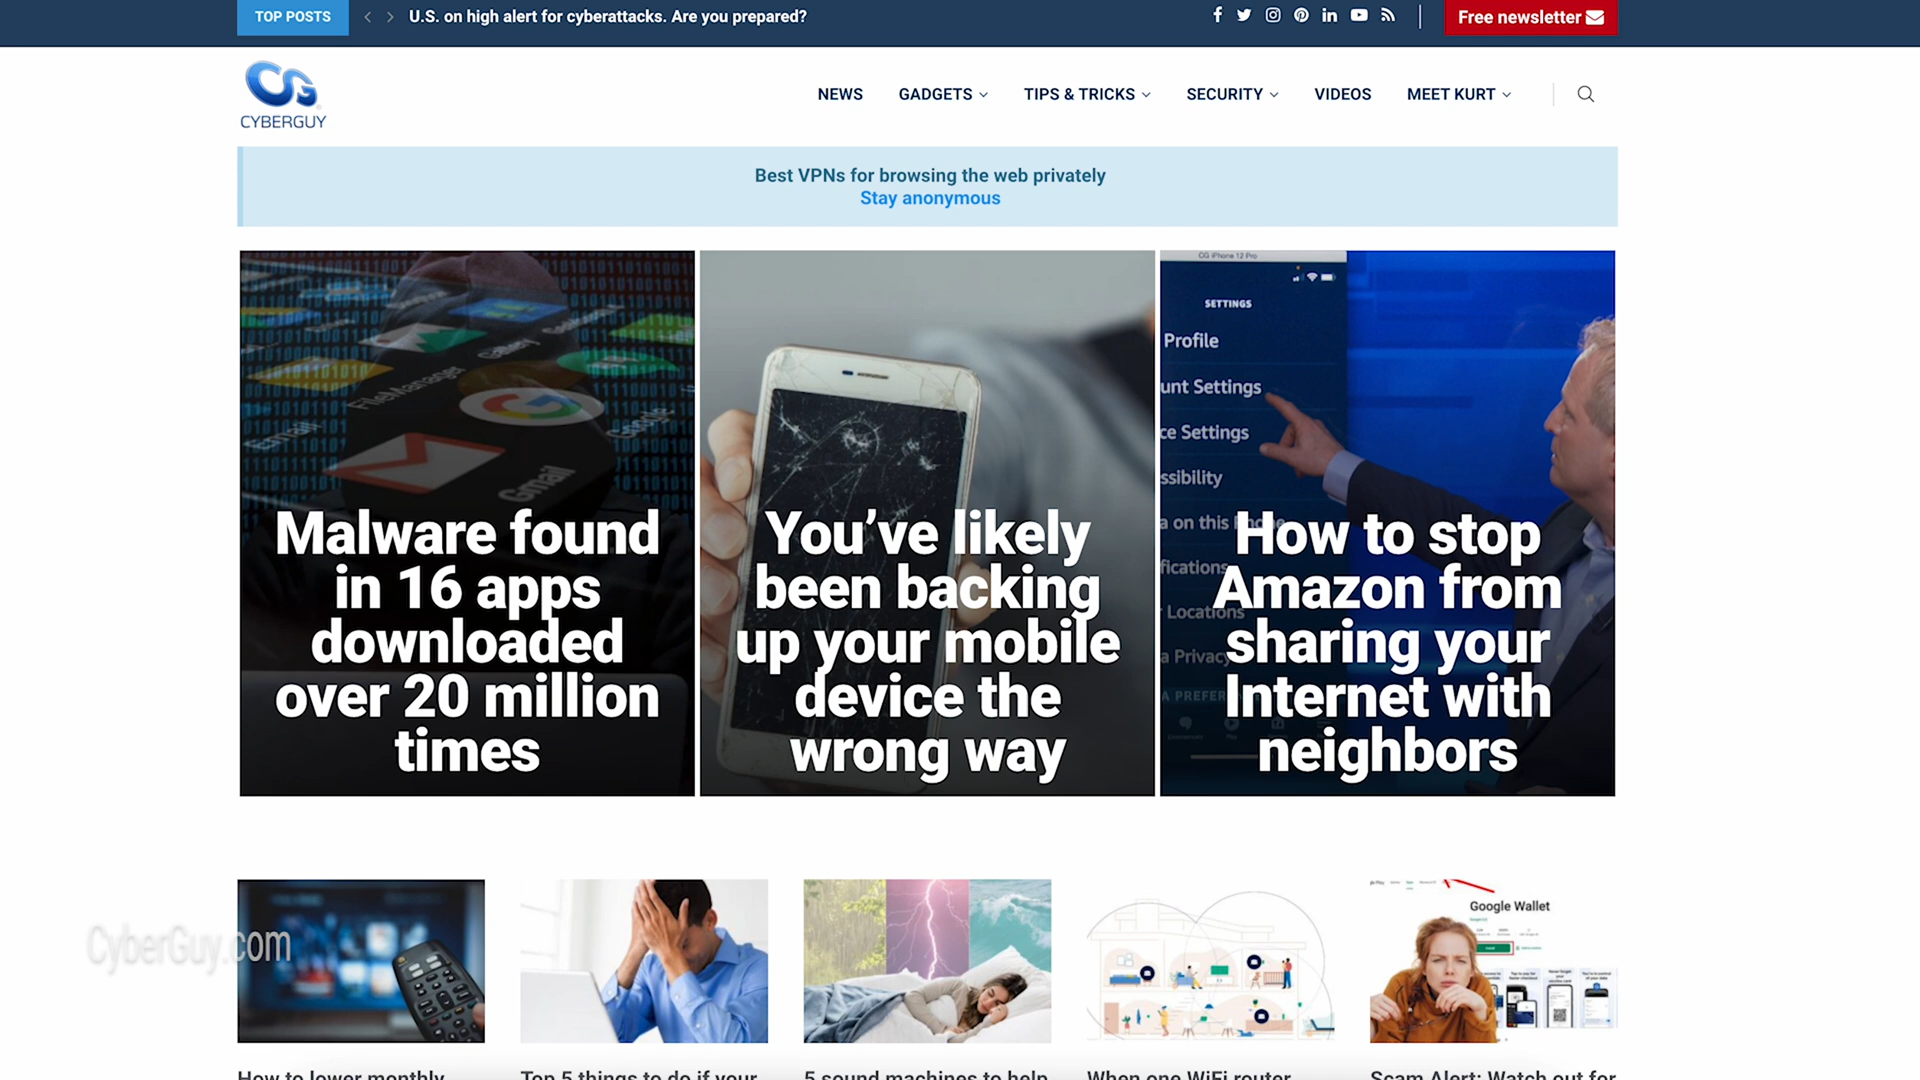 TOP POSTS
U.S. on high alert for cyberattacks. Are you prepared?
Free newsletter
CYBERGUY
NEWS
GADGETS
TIPS & TRICKS
SECURITY
VIDEOS
MEET KURT
Best VPNs for browsing the web privately
Stay anonymous
FileManager
Gmail
Google
Malware found
in 16 apps
downloaded
over 20 million
times
You’ve likely
been backing
up your mobile
device the
wrong way
CG iPhone 12 Pro
SETTINGS
Profile
unt Settings
ce Settings
ssibility
a on this
fications
Locations
a Privacy
A PREFER
How to stop
Amazon from
sharing your
Internet with
neighbors
CyberGuy.com
Google Wallet
How to lower monthly
Top 5 things to do if your
5 sound machines to help
When one WiFi router
Scam Alert: Watch out for